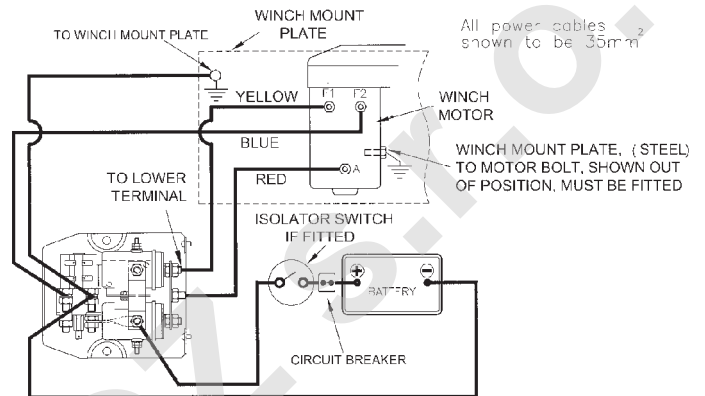 WINCH MOUNT
PLATE
TO WINCH MOUNT PLATE
All power cables
shown to be 35mm²
F1 F2
YELLOW
WINCH
MOTOR
BLUE
WINCH MOUNT PLATE, (STEEL)
TO MOTOR BOLT, SHOWN OUT
OF POSITION, MUST BE FITTED
A
RED
TO LOWER
TERMINAL
ISOLATOR SWITCH
IF FITTED
+ −
BATTERY
CIRCUIT BREAKER
s.r.o.